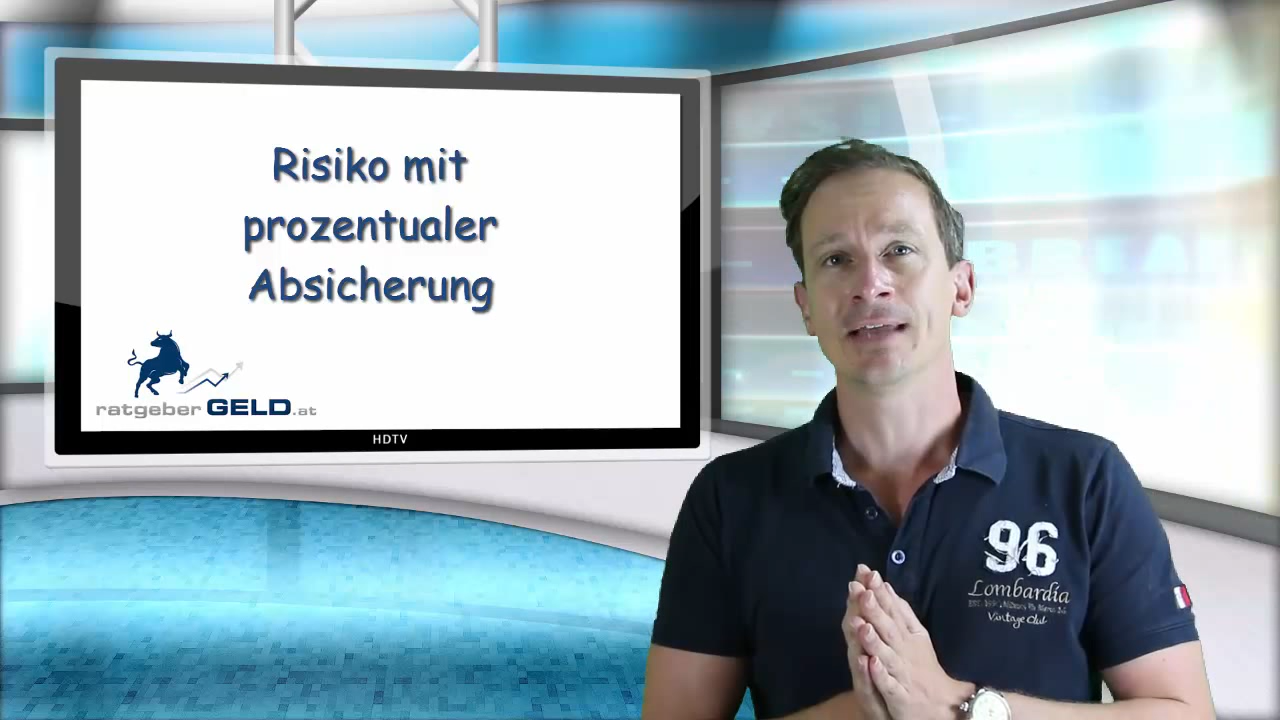 Risiko mit
prozentualer
Absicherung
ratgeber GELD.at
HDTV
96
Lombardia
Vintage Club